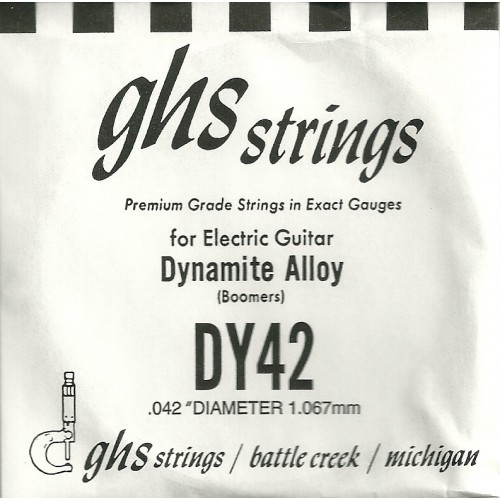 ghs strings
Premium Grade Strings in Exact Gauges
for Electric Guitar
Dynamite Alloy
(Boomers)
DY42
.042 "DIAMETER 1.067mm
ghs strings / battle creek / michigan